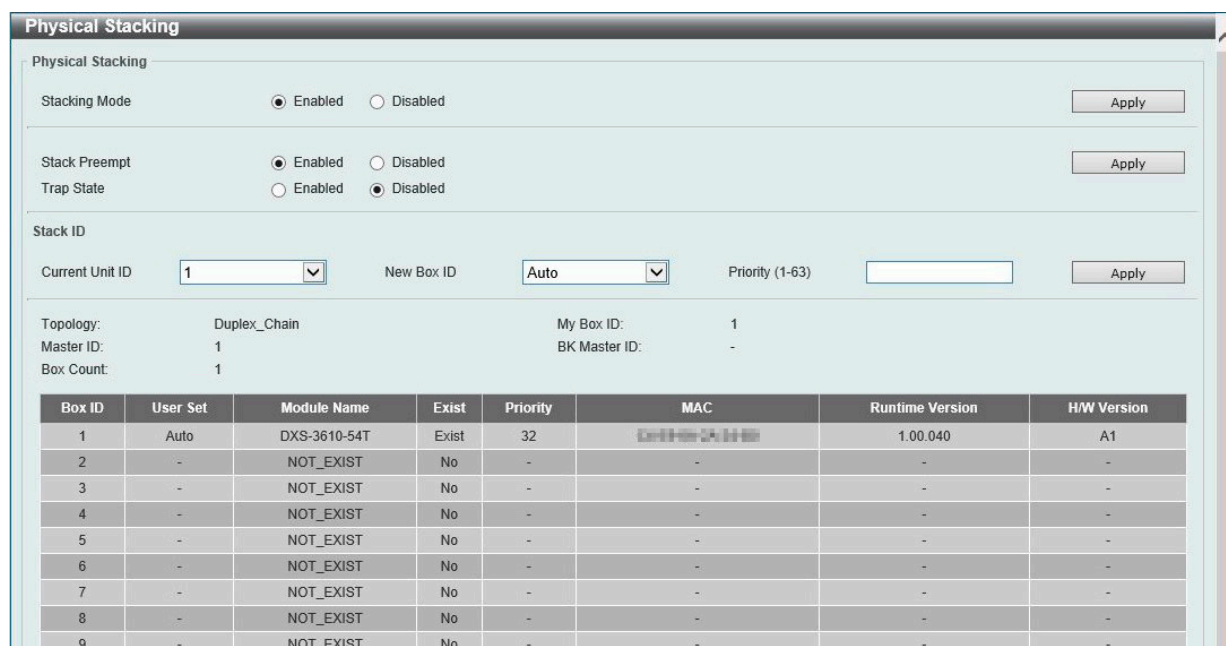 Physical Stacking
Physical Stacking
Stacking Mode Enabled Disabled Apply
Stack Preempt Enabled Disabled Apply
Trap State Enabled Disabled
Stack ID
Current Unit ID 1 New Box ID Auto Priority (1-63) Apply
Topology: Duplex_Chain My Box ID: 1
Master ID: 1 BK Master ID: -
Box Count: 1
Box ID User Set Module Name Exist Priority MAC Runtime Version H/W Version
1 Auto DXS-3610-54T Exist 32 1.00.040 A1
2 - NOT_EXIST No - - - -
3 - NOT_EXIST No - - - -
4 - NOT_EXIST No - - - -
5 - NOT_EXIST No - - - -
6 - NOT_EXIST No - - - -
7 - NOT_EXIST No - - - -
8 - NOT_EXIST No - - - -
9 - NOT_EXIST No - - - -